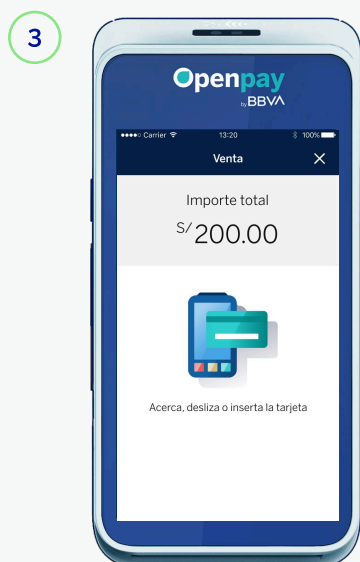 3
Openpay
by BBVA
Carrier 13:20 100%
Venta
Importe total
S/ 200.00
Acerca, desliza o inserta la tarjeta